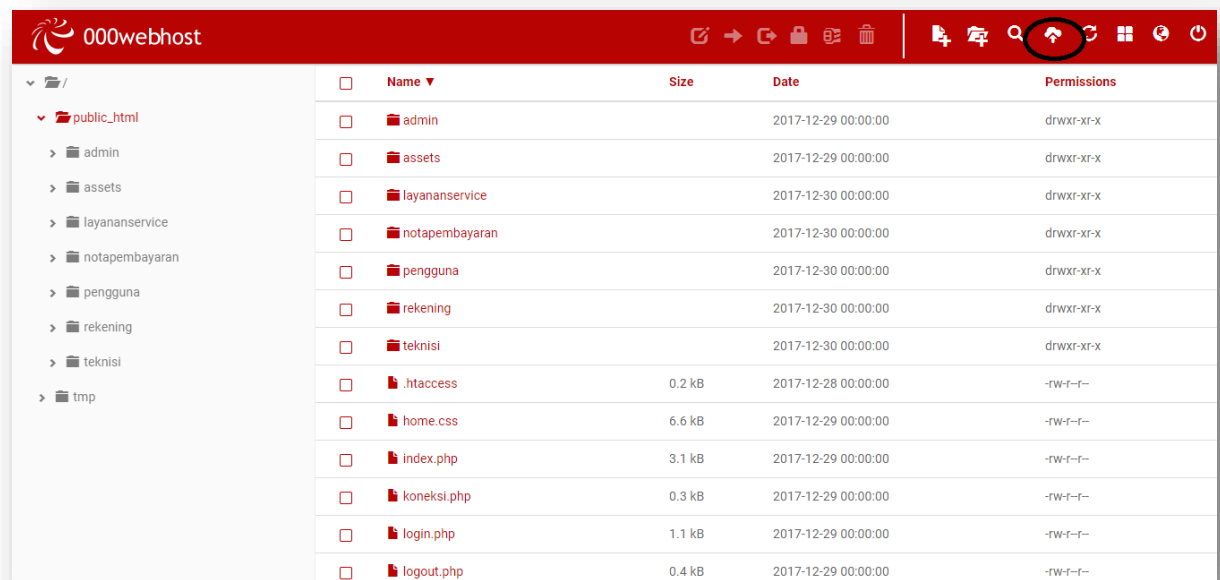 000webhost
/
public_html
admin
assets
layananservice
notapembayaran
pengguna
rekening
teknisi
tmp
Name ▼ Size Date Permissions
admin 2017-12-29 00:00:00 drwxr-xr-x
assets 2017-12-29 00:00:00 drwxr-xr-x
layananservice 2017-12-30 00:00:00 drwxr-xr-x
notapembayaran 2017-12-30 00:00:00 drwxr-xr-x
pengguna 2017-12-30 00:00:00 drwxr-xr-x
rekening 2017-12-30 00:00:00 drwxr-xr-x
teknisi 2017-12-30 00:00:00 drwxr-xr-x
.htaccess 0.2 kB 2017-12-28 00:00:00 -rw-r--r--
home.css 6.6 kB 2017-12-29 00:00:00 -rw-r--r--
index.php 3.1 kB 2017-12-29 00:00:00 -rw-r--r--
koneksi.php 0.3 kB 2017-12-29 00:00:00 -rw-r--r--
login.php 1.1 kB 2017-12-29 00:00:00 -rw-r--r--
logout.php 0.4 kB 2017-12-29 00:00:00 -rw-r--r--